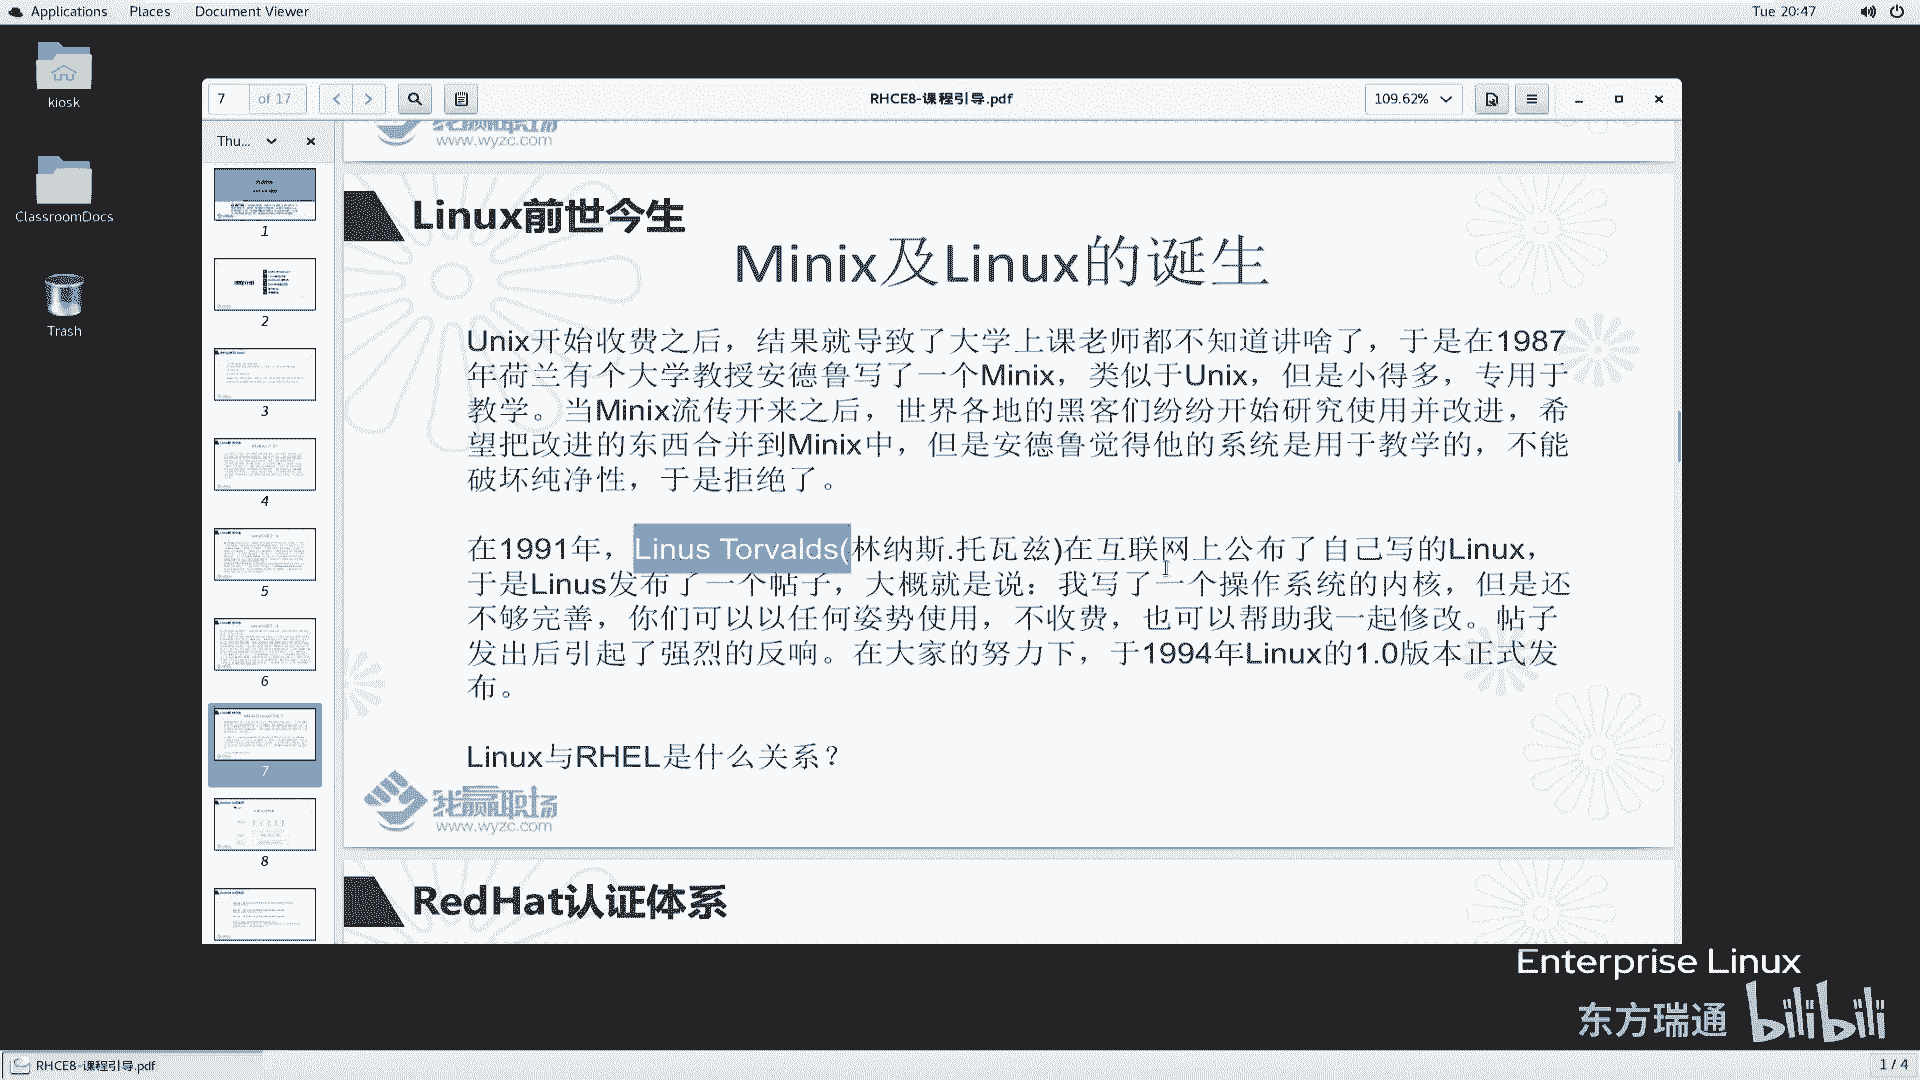 Applications Places Document Viewer Tue 20:47
kiosk
ClassroomDocs
Trash
7 of 17 RHCE8-课程引导.pdf 109.62%
Thu...
1
2
3
4
5
6
7
8
www.wyzc.com
Linux前世今生
Minix及Linux的诞生
Unix开始收费之后，结果就导致了大学上课老师都不知道讲啥了，于是在1987
年荷兰有个大学教授安德鲁写了一个Minix，类似于Unix，但是小得多，专用于
教学。当Minix流传开来之后，世界各地的黑客们纷纷开始研究使用并改进，希
望把改进的东西合并到Minix中，但是安德鲁觉得他的系统是用于教学的，不能
破坏纯净性，于是拒绝了。
在1991年，Linus Torvalds(林纳斯.托瓦兹)在互联网上公布了自己写的Linux，
于是Linus发布了一个帖子，大概就是说：我写了一个操作系统的内核，但是还
不够完善，你们可以以任何姿势使用，不收费，也可以帮助我一起修改。帖子
发出后引起了强烈的反响。在大家的努力下，于1994年Linux的1.0版本正式发
布。
Linux与RHEL是什么关系？
我赢职场
www.wyzc.com
RedHat认证体系
Enterprise Linux
东方瑞通 bilibili
RHCE8-课程引导.pdf 1 / 4